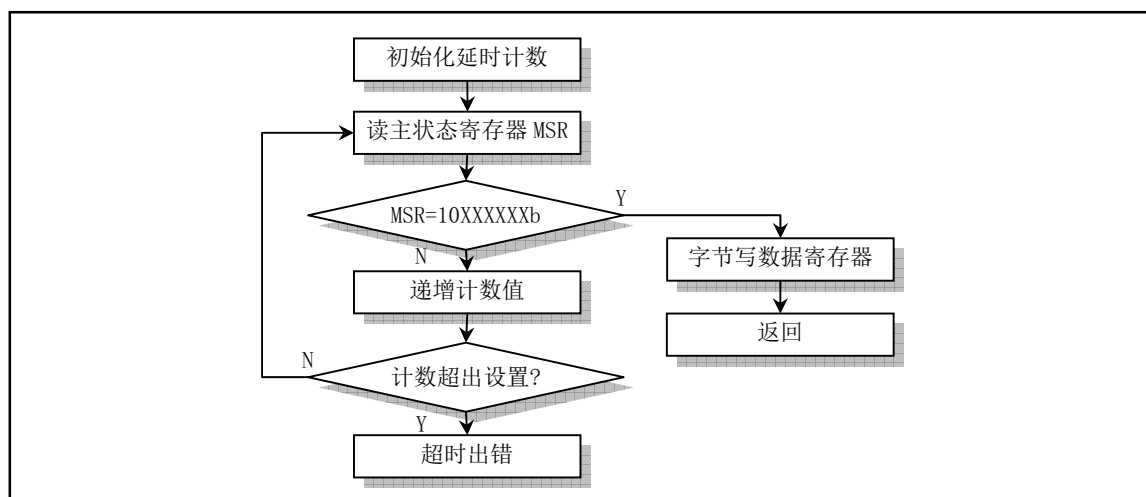 初始化延时计数
读主状态寄存器 MSR
MSR=10XXXXXXb
Y
N
字节写数据寄存器
递增计数值
返回
N
计数超出设置?
Y
超时出错